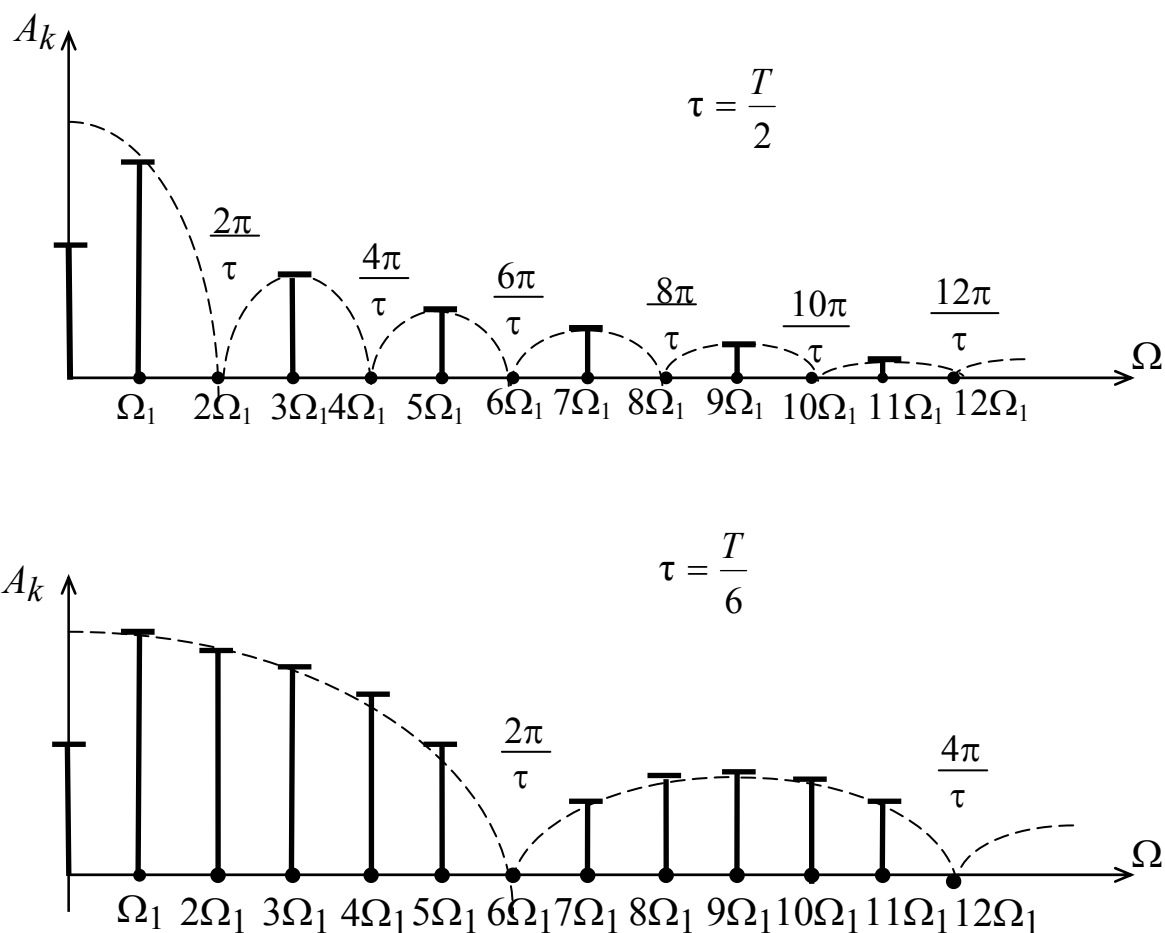 A_k
τ = T/2
2π/τ
4π/τ
6π/τ
8π/τ
10π/τ
12π/τ
Ω
Ω₁ 2Ω₁ 3Ω₁ 4Ω₁ 5Ω₁ 6Ω₁ 7Ω₁ 8Ω₁ 9Ω₁ 10Ω₁ 11Ω₁ 12Ω₁
τ = T/6
A_k
2π/τ
4π/τ
Ω
Ω₁ 2Ω₁ 3Ω₁ 4Ω₁ 5Ω₁ 6Ω₁ 7Ω₁ 8Ω₁ 9Ω₁ 10Ω₁ 11Ω₁ 12Ω₁